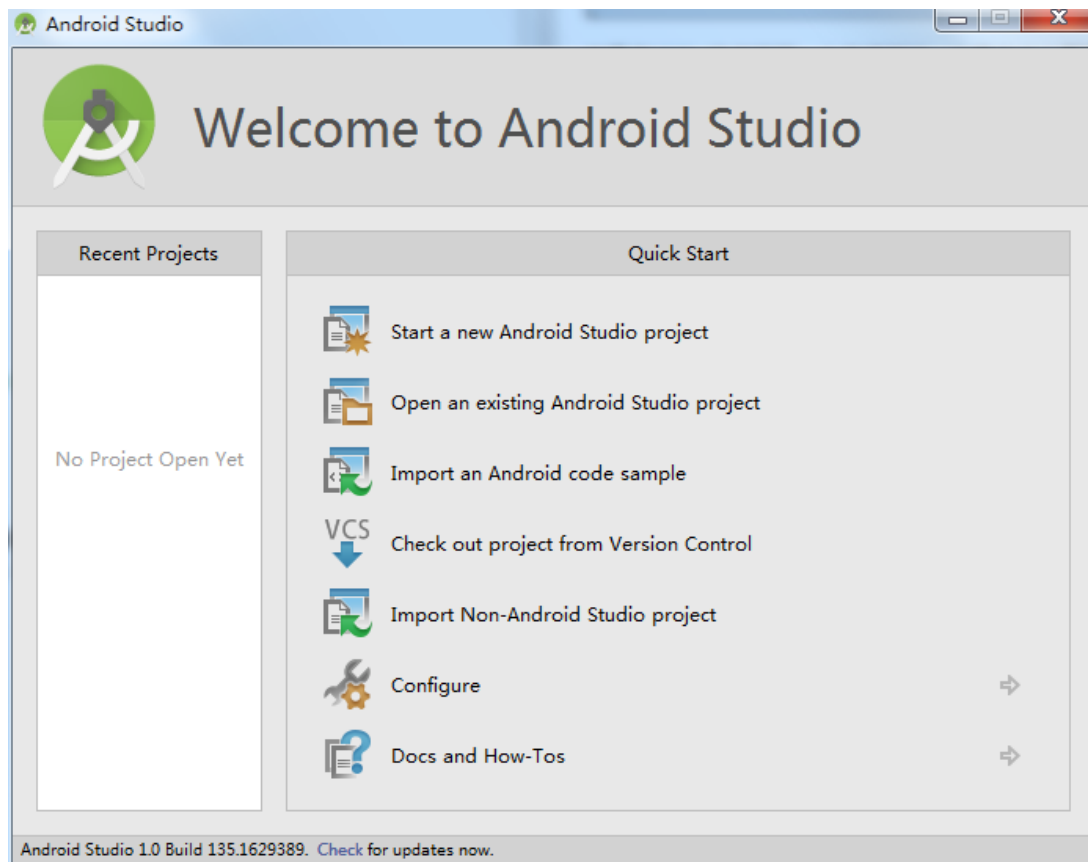 Android Studio
Welcome to Android Studio
Recent Projects
No Project Open Yet
Quick Start
Start a new Android Studio project
Open an existing Android Studio project
Import an Android code sample
VCS
Check out project from Version Control
Import Non-Android Studio project
Configure
Docs and How-Tos
Android Studio 1.0 Build 135.1629389. Check for updates now.